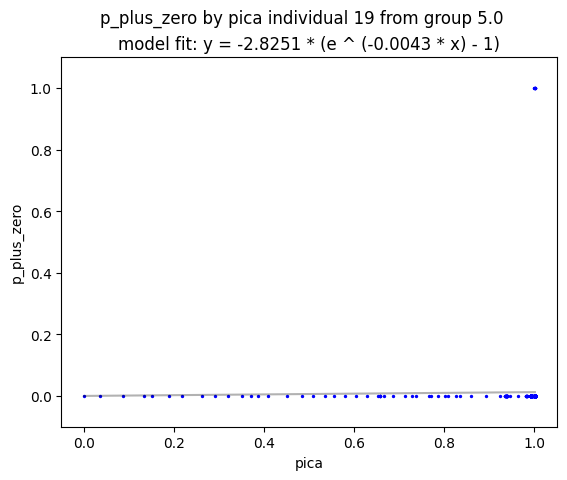 p_plus_zero by pica individual 19 from group 5.0
model fit: y = -2.8251 * (e ^ (-0.0043 * x) - 1)
1.0
0.8
0.6
0.4
0.2
0.0
p_plus_zero
0.0 0.2 0.4 0.6 0.8 1.0
pica